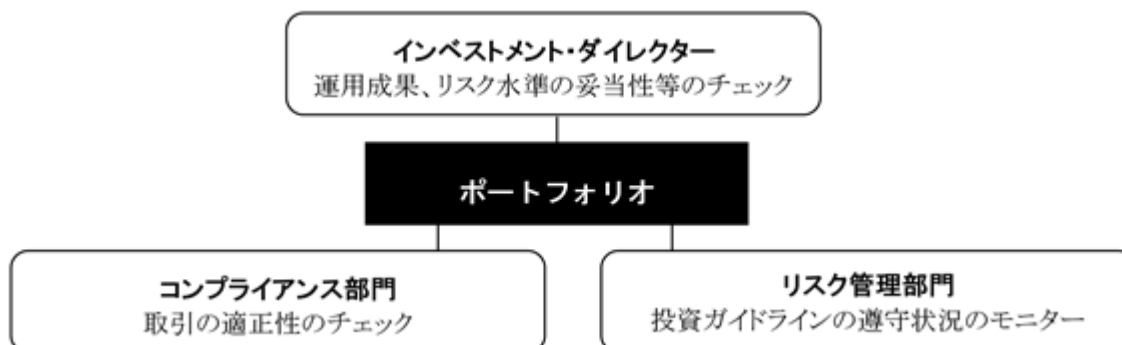 インベストメント・ダイレクター
運用成果、リスク水準の妥当性等のチェック
ポートフォリオ
コンプライアンス部門
取引の適正性のチェック
リスク管理部門
投資ガイドラインの遵守状況のモニター